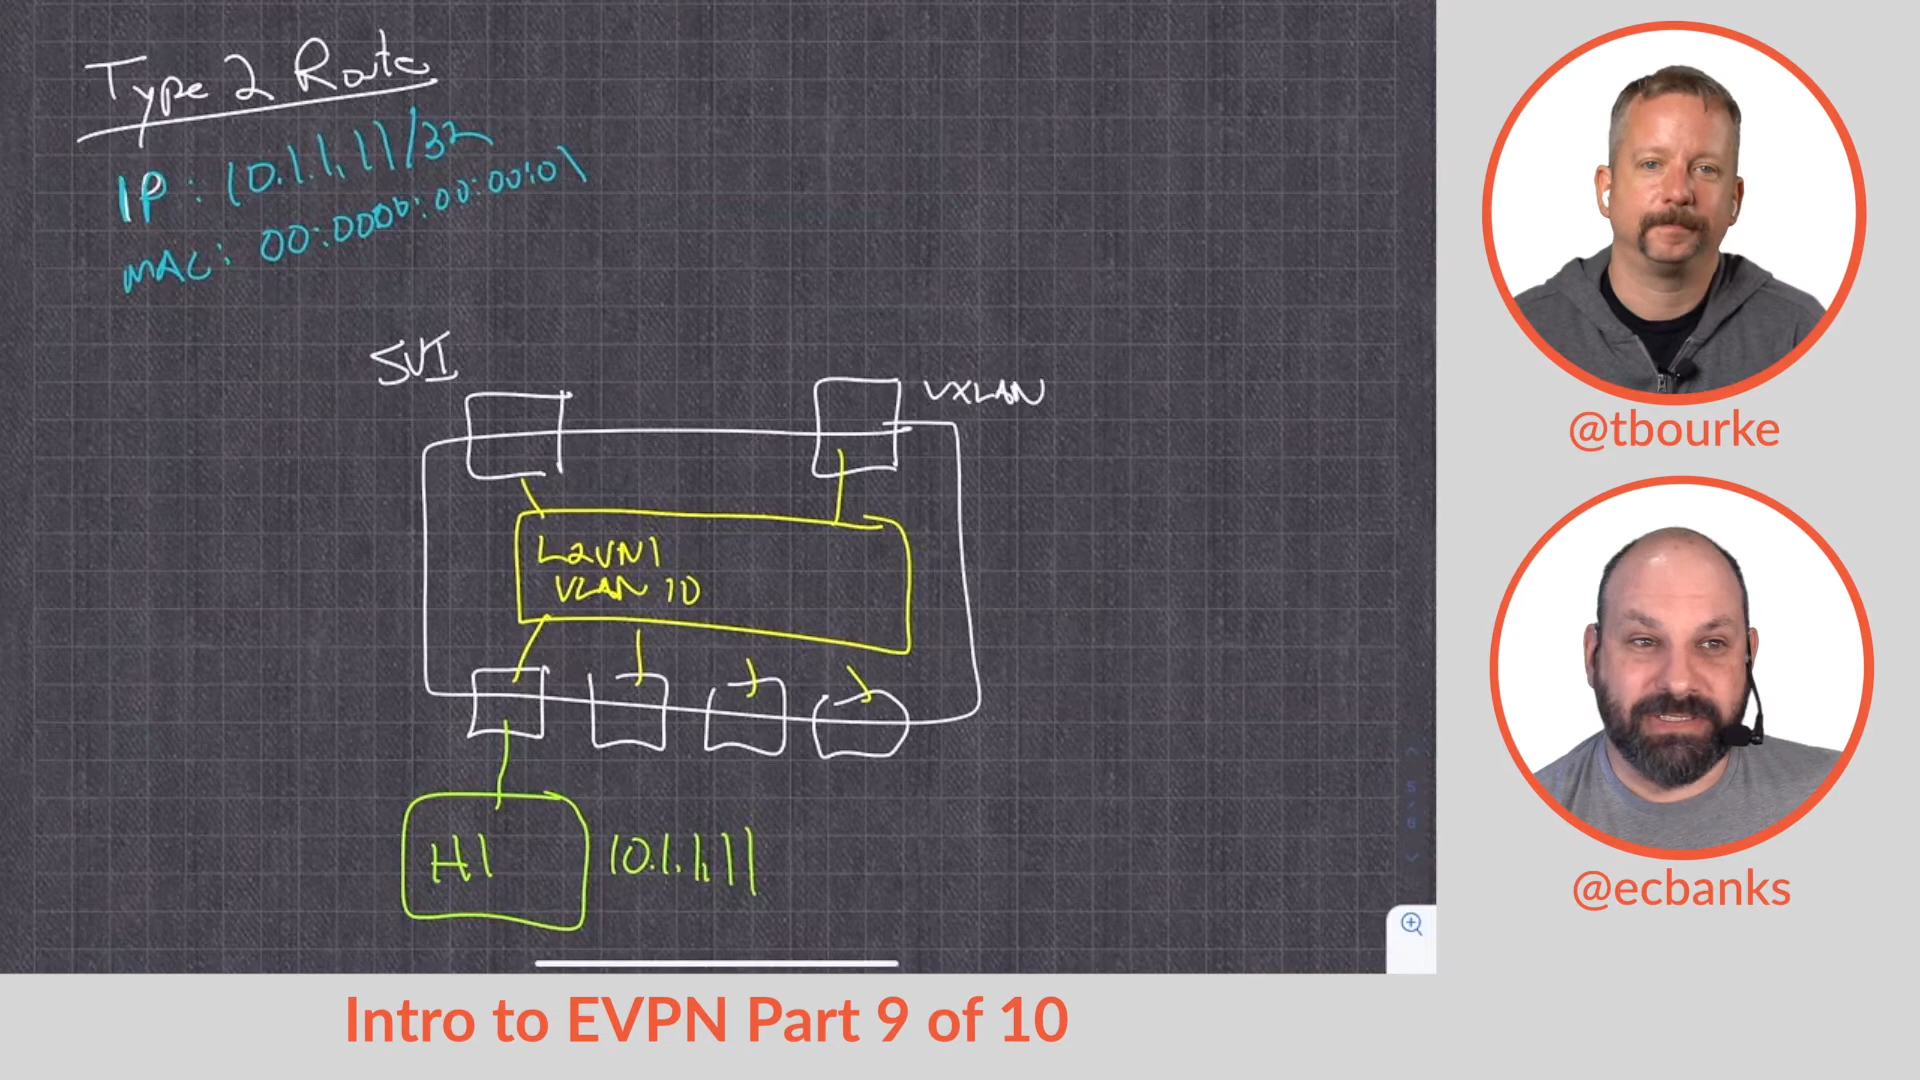 Type 2 Route
IP: 10.1.1.11/32
MAC: 00:0000:00:00:01
SVI
VXLAN
L2VNI
VLAN 10
H1
10.1.1.11
@tbourke
@ecbanks
Intro to EVPN Part 9 of 10